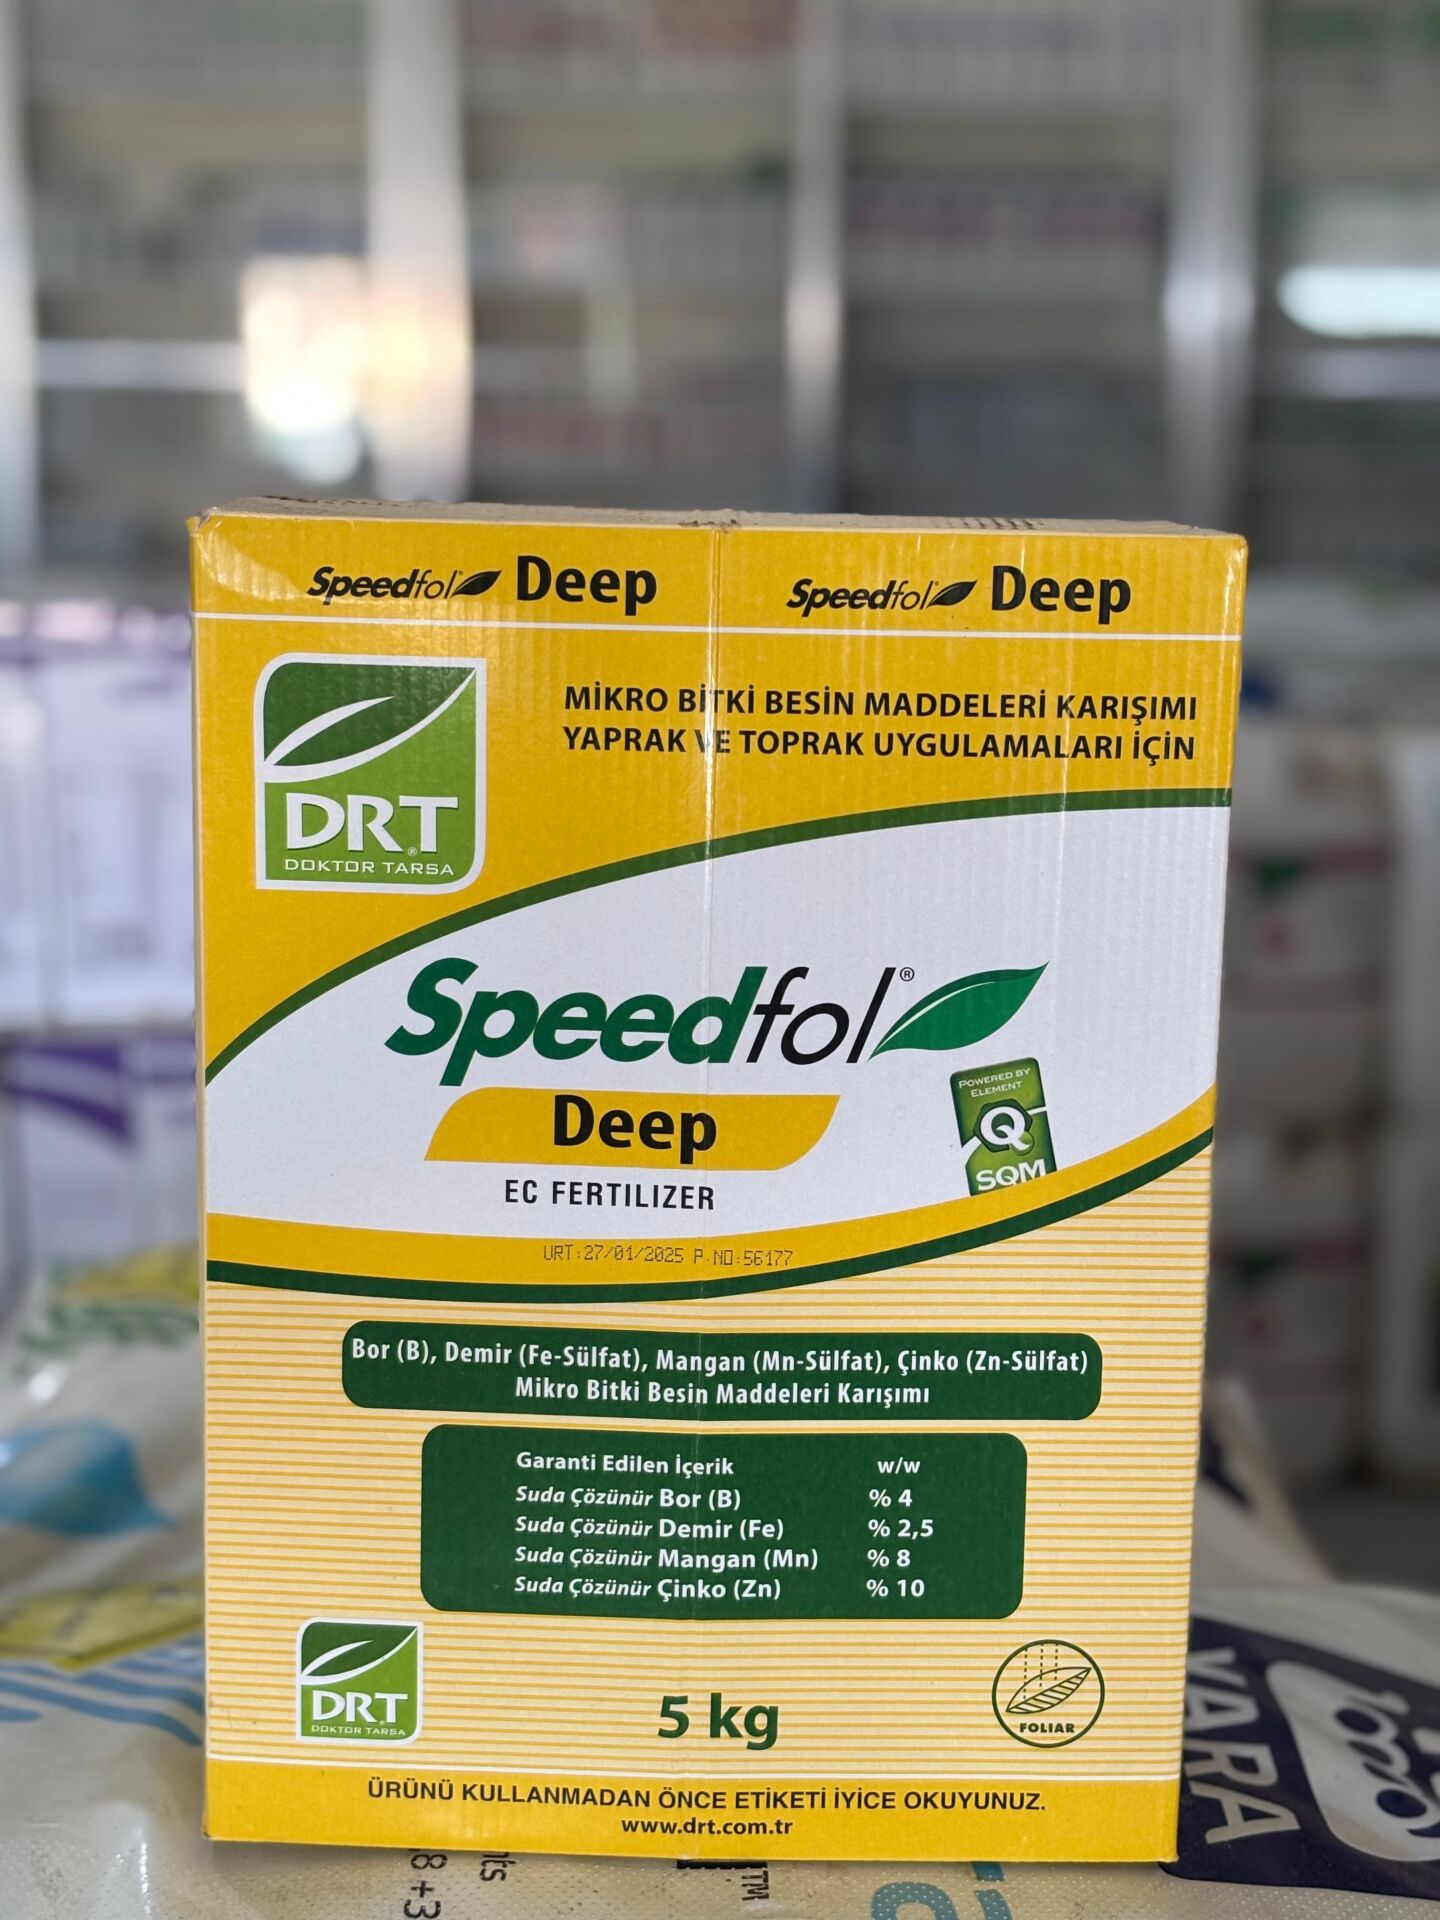 Speedfol Deep Speedfol Deep
MİKRO BİTKİ BESİN MADDELERİ KARIŞIMI
YAPRAK VE TOPRAK UYGULAMALARI İÇİN
DRT®
DOKTOR TARSA
Speedfol®
Deep
EC FERTILIZER
POWERED BY
ELEMENT
Q
SQM
URT:27/01/2025 P.NO:56177
Bor (B), Demir (Fe-Sülfat), Mangan (Mn-Sülfat), Çinko (Zn-Sülfat)
Mikro Bitki Besin Maddeleri Karışımı
Garanti Edilen İçerik w/w
Suda Çözünür Bor (B) % 4
Suda Çözünür Demir (Fe) % 2,5
Suda Çözünür Mangan (Mn) % 8
Suda Çözünür Çinko (Zn) % 10
DRT
DOKTOR TARSA
5 kg
FOLIAR
ÜRÜNÜ KULLANMADAN ÖNCE ETİKETİ İYİCE OKUYUNUZ.
www.drt.com.tr
YARA
8+3